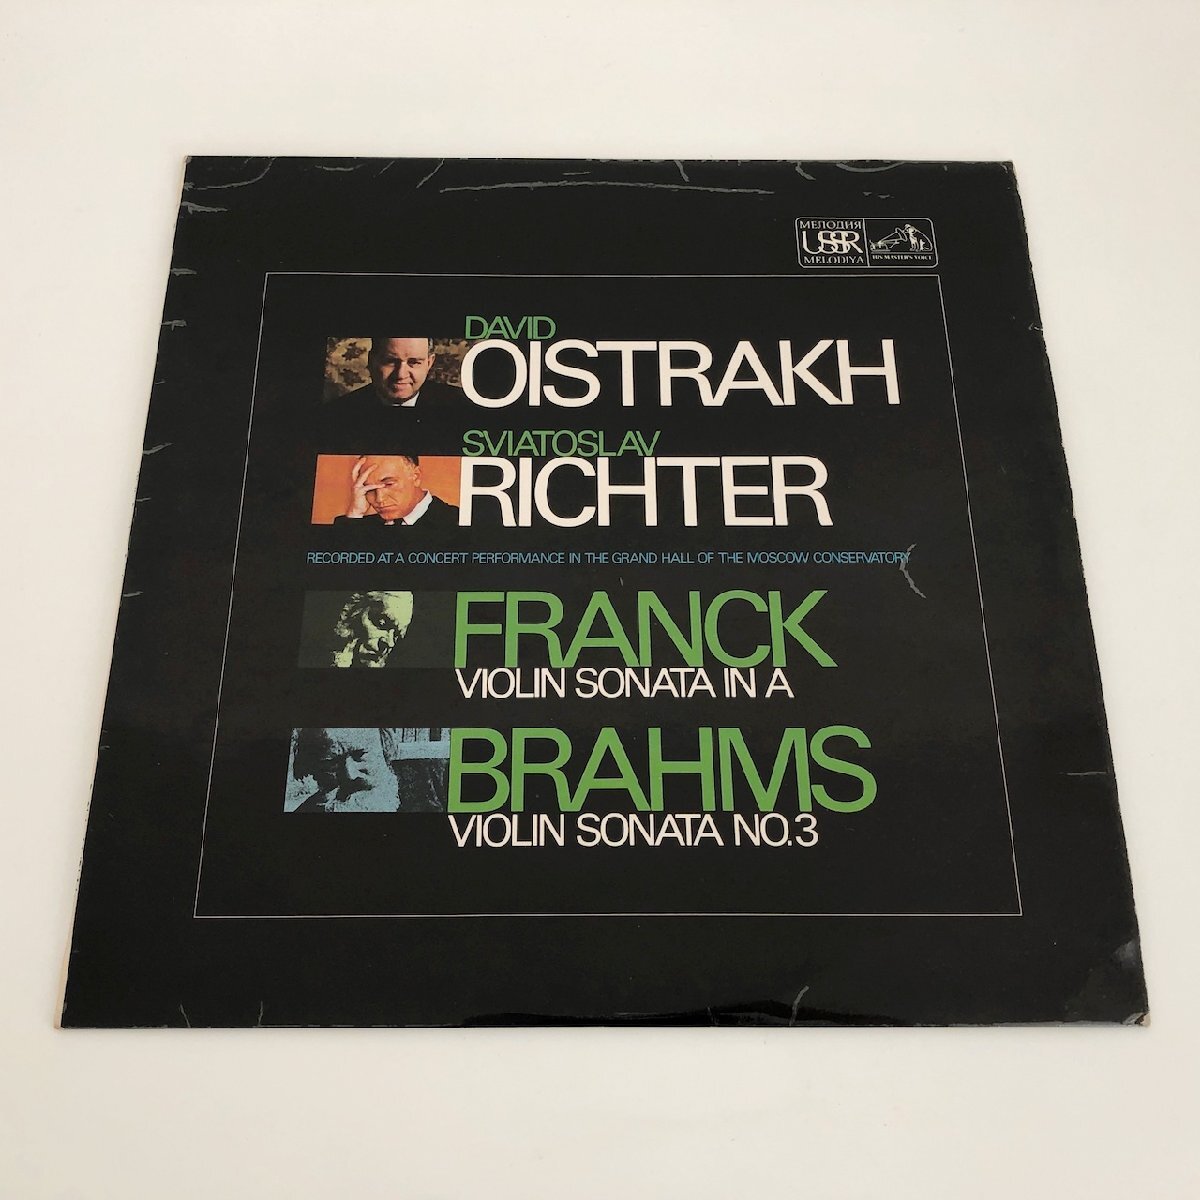 МЕЛОДИЯ
USSR
MELODIYA
HIS MASTER'S VOICE
DAVID
OISTRAKH
SVIATOSLAV
RICHTER
RECORDED AT A CONCERT PERFORMANCE IN THE GRAND HALL OF THE MOSCOW CONSERVATORY
FRANCK
VIOLIN SONATA IN A
BRAHMS
VIOLIN SONATA NO.3